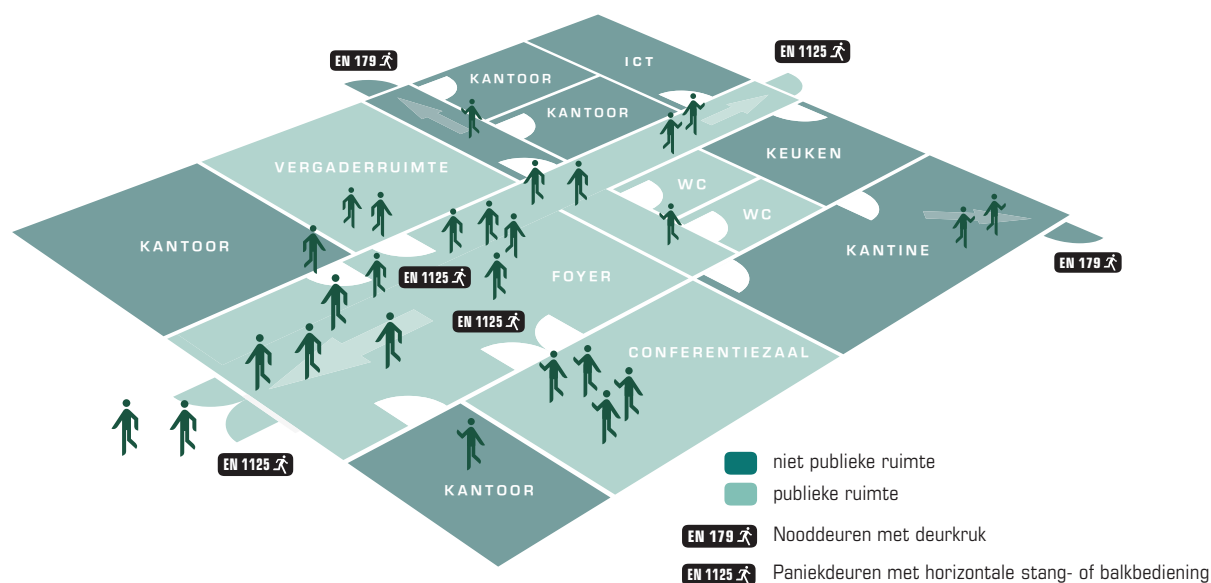 EN 1125
EN 179
ICT
KANTOOR
KANTOOR
KEUKEN
VERGADERRUIMTE
WC
WC
KANTOOR
KANTINE
EN 179
FOYER
EN 1125
EN 1125
CONFERENTIEZAAL
EN 1125
KANTOOR
niet publieke ruimte
publieke ruimte
EN 179 Nooddeuren met deurkruk
EN 1125 Paniekdeuren met horizontale stang- of balkbediening